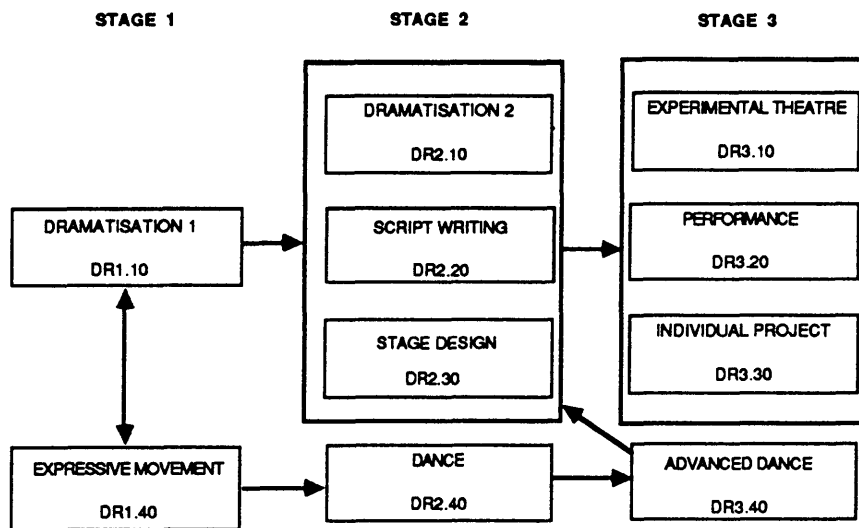 STAGE 1
STAGE 2
STAGE 3
DRAMATISATION 2
DR2.10
EXPERIMENTAL THEATRE
DR3.10
DRAMATISATION 1
DR1.10
SCRIPT WRITING
DR2.20
PERFORMANCE
DR3.20
STAGE DESIGN
DR2.30
INDIVIDUAL PROJECT
DR3.30
EXPRESSIVE MOVEMENT
DR1.40
DANCE
DR2.40
ADVANCED DANCE
DR3.40